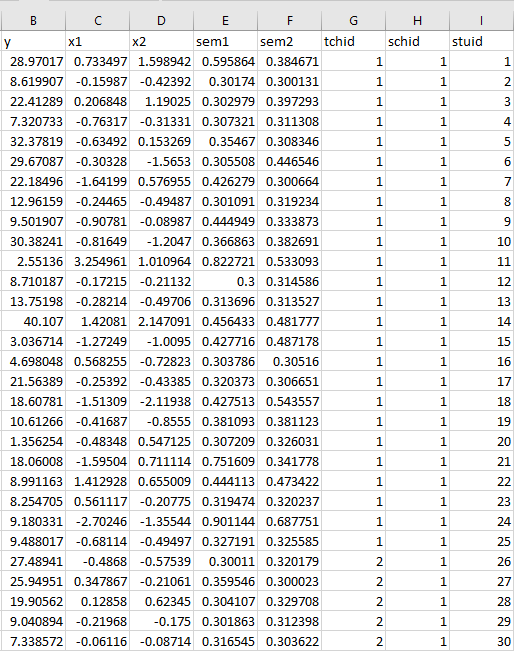 B C D E F G H I
y x1 x2 sem1 sem2 tchid schid stuid
28.97017 0.733497 1.598942 0.595864 0.384671 1 1 1
8.619907 -0.15987 -0.42392 0.30174 0.300131 1 1 2
22.41289 0.206848 1.19025 0.302979 0.397293 1 1 3
7.320733 -0.76317 -0.31331 0.307321 0.311308 1 1 4
32.37819 -0.63492 0.153269 0.35467 0.308346 1 1 5
29.67087 -0.30328 -1.5653 0.305508 0.446546 1 1 6
22.18496 -1.64199 0.576955 0.426279 0.300664 1 1 7
12.96159 -0.24465 -0.49487 0.301091 0.319234 1 1 8
9.501907 -0.90781 -0.08987 0.444949 0.333873 1 1 9
30.38241 -0.81649 -1.2047 0.366863 0.382691 1 1 10
2.55136 3.254961 1.010964 0.822721 0.533093 1 1 11
8.710187 -0.17215 -0.21132 0.3 0.314586 1 1 12
13.75198 -0.28214 -0.49706 0.313696 0.313527 1 1 13
40.107 1.42081 2.147091 0.456433 0.481777 1 1 14
3.036714 -1.27249 -1.0095 0.427716 0.487178 1 1 15
4.698048 0.568255 -0.72823 0.303786 0.30516 1 1 16
21.56389 -0.25392 -0.43385 0.320373 0.306651 1 1 17
18.60781 -1.51309 -2.11938 0.427513 0.543557 1 1 18
10.61266 -0.41687 -0.8555 0.381093 0.381123 1 1 19
1.356254 -0.48348 0.547125 0.307209 0.326031 1 1 20
18.06008 -1.59504 0.711114 0.751609 0.341778 1 1 21
8.991163 1.412928 0.655009 0.444113 0.473422 1 1 22
8.254705 0.561117 -0.20775 0.319474 0.320237 1 1 23
9.180331 -2.70246 -1.35544 0.901144 0.687751 1 1 24
9.488017 -0.68114 -0.49497 0.327191 0.325585 1 1 25
27.48941 -0.4868 -0.57539 0.30011 0.320179 2 1 26
25.94951 0.347867 -0.21061 0.359546 0.300023 2 1 27
19.90562 0.12858 0.62345 0.304107 0.329708 2 1 28
9.040894 -0.21968 -0.175 0.301863 0.312398 2 1 29
7.338572 -0.06116 -0.08714 0.316545 0.303622 2 1 30